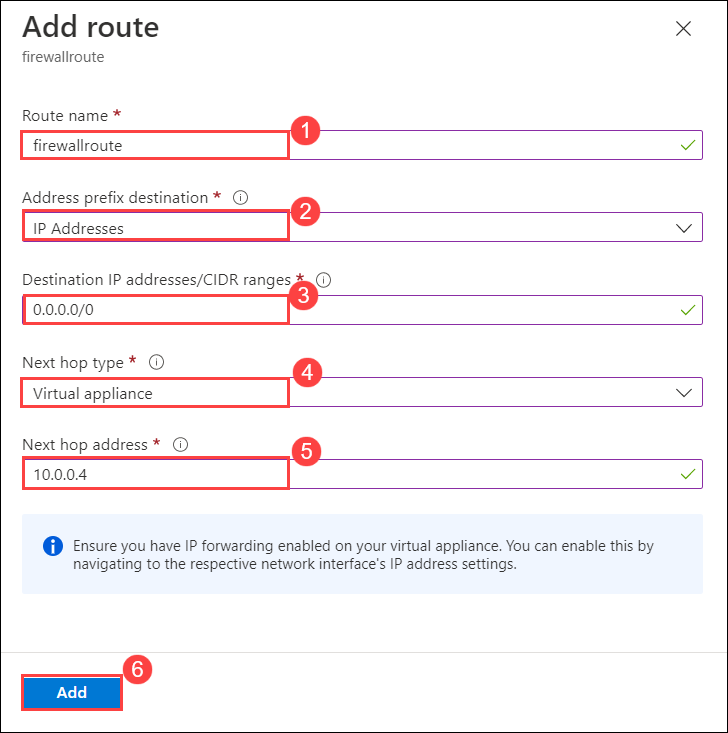 Add route
firewallroute
Route name *
1
firewallroute
Address prefix destination *
2
IP Addresses
Destination IP addresses/CIDR ranges *
3
0.0.0.0/0
Next hop type *
4
Virtual appliance
Next hop address *
5
10.0.0.4
Ensure you have IP forwarding enabled on your virtual appliance. You can enable this by
navigating to the respective network interface's IP address settings.
6
Add